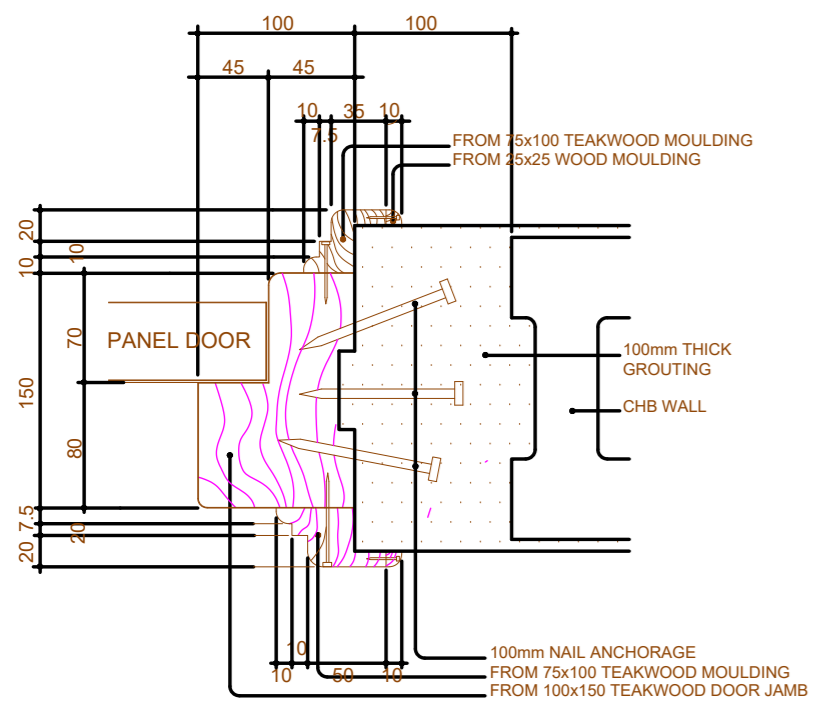 100
100
45
45
10
35
10
7.5
FROM 75x100 TEAKWOOD MOULDING
FROM 25x25 WOOD MOULDING
20
10
10
70
PANEL DOOR
150
80
100mm THICK
GROUTING
CHB WALL
7.5
20
20
10
10
50
10
100mm NAIL ANCHORAGE
FROM 75x100 TEAKWOOD MOULDING
FROM 100x150 TEAKWOOD DOOR JAMB